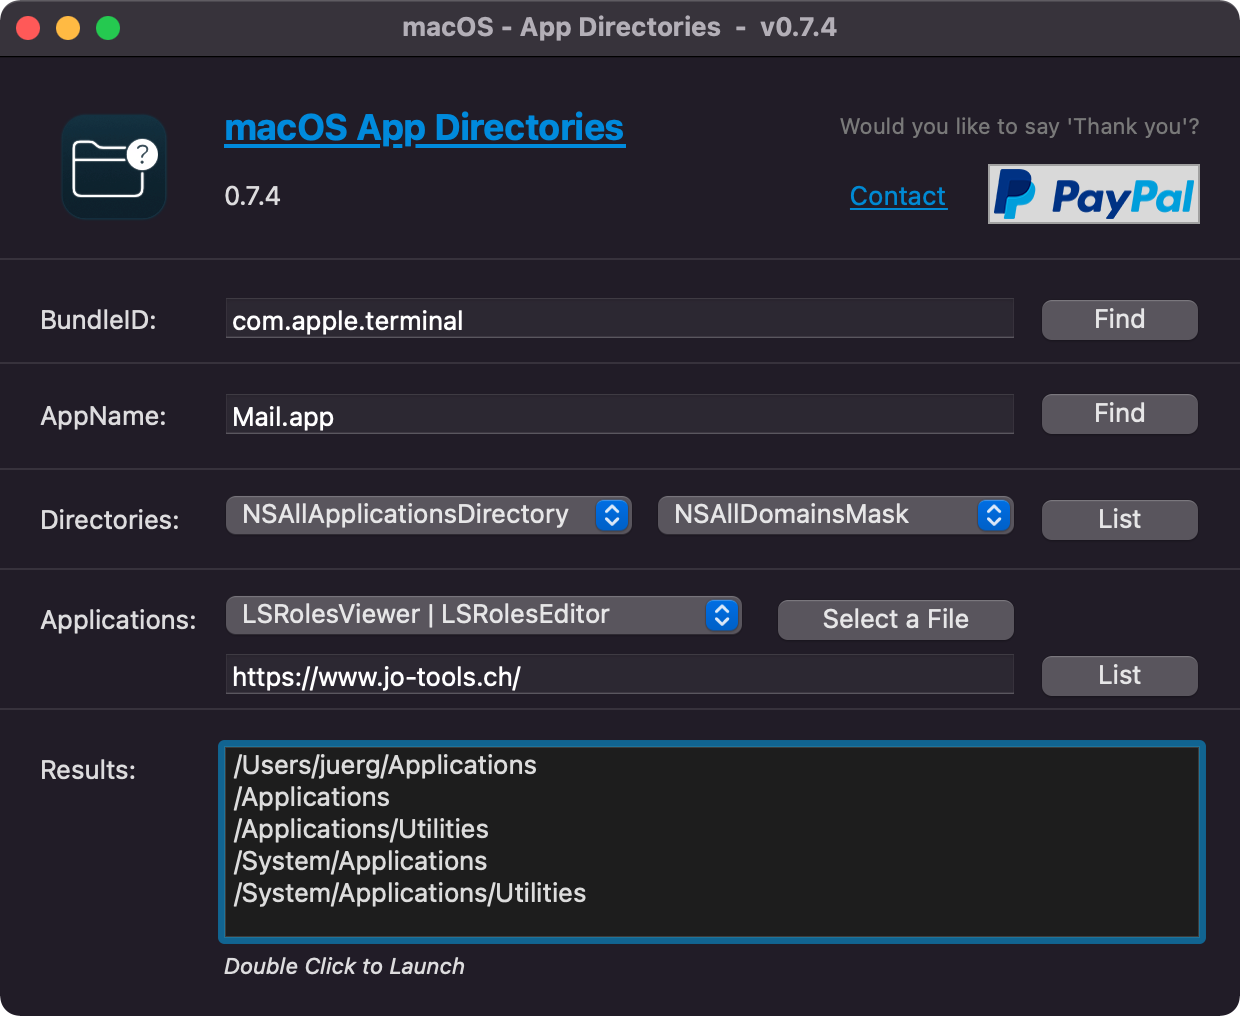 macOS - App Directories - v0.7.4
macOS App Directories
Would you like to say 'Thank you'?
?
0.7.4
Contact
PayPal
BundleID:
com.apple.terminal
Find
AppName:
Mail.app
Find
Directories:
NSAllApplicationsDirectory
NSAllDomainsMask
List
Applications:
LSRolesViewer | LSRolesEditor
Select a File
https://www.jo-tools.ch/
List
Results:
/Users/juerg/Applications
/Applications
/Applications/Utilities
/System/Applications
/System/Applications/Utilities
Double Click to Launch